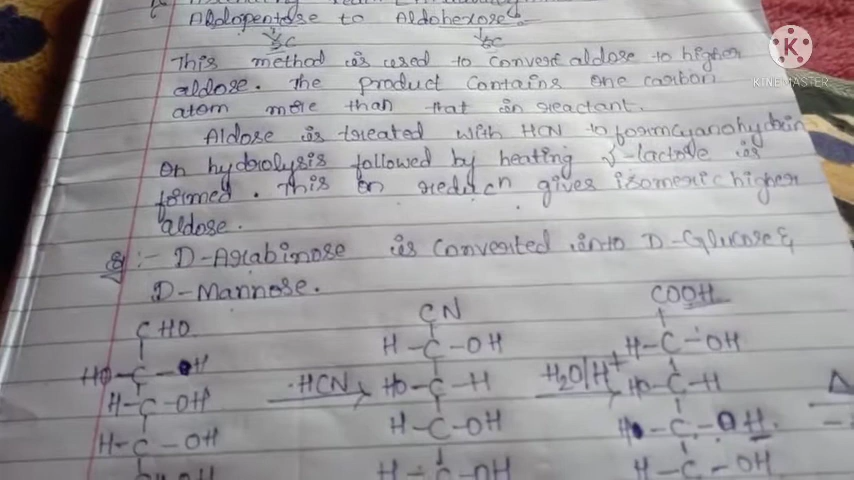 Aldopentose to Aldohexose
5C 6C
This method is used to convert aldose to higher
aldose. The product contains one carbon
atom more than that in reactant.
Aldose is treated with HCN to form cyanohydrin
on hydrolysis followed by heating γ-lactole is
formed. This on reductn gives isomeric higher
aldose.
:- D-Arabinose is converted into D-Glucose &
D-Mannose.
CHO CN COOH
HO-C-H H-C-OH H-C-OH
H-C-OH HCN HO-C-H H2O/H+ HO-C-H Δ
H-C-OH H-C-OH H-C-OH
H-C-OH H-C-OH
K
KINEMASTER